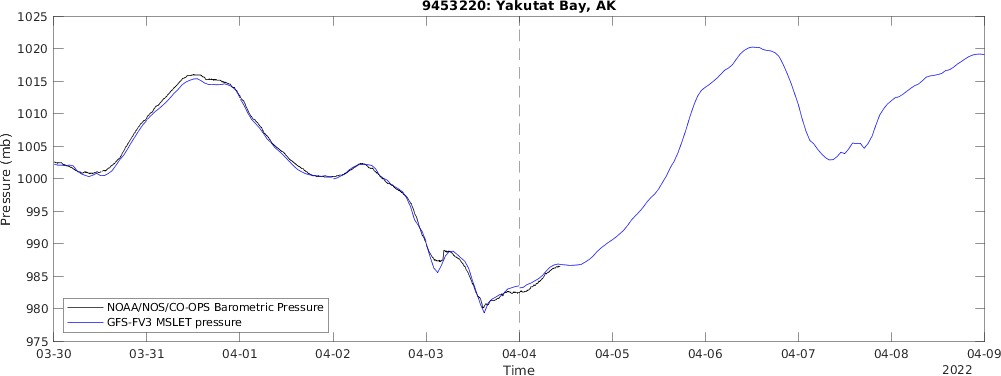 9453220: Yakutat Bay, AK
1025
1020
1015
1010
1005
1000
995
990
985
980
975
Pressure (mb)
NOAA/NOS/CO-OPS Barometric Pressure
GFS-FV3 MSLET pressure
03-30 03-31 04-01 04-02 04-03 04-04 04-05 04-06 04-07 04-08 04-09
Time
2022